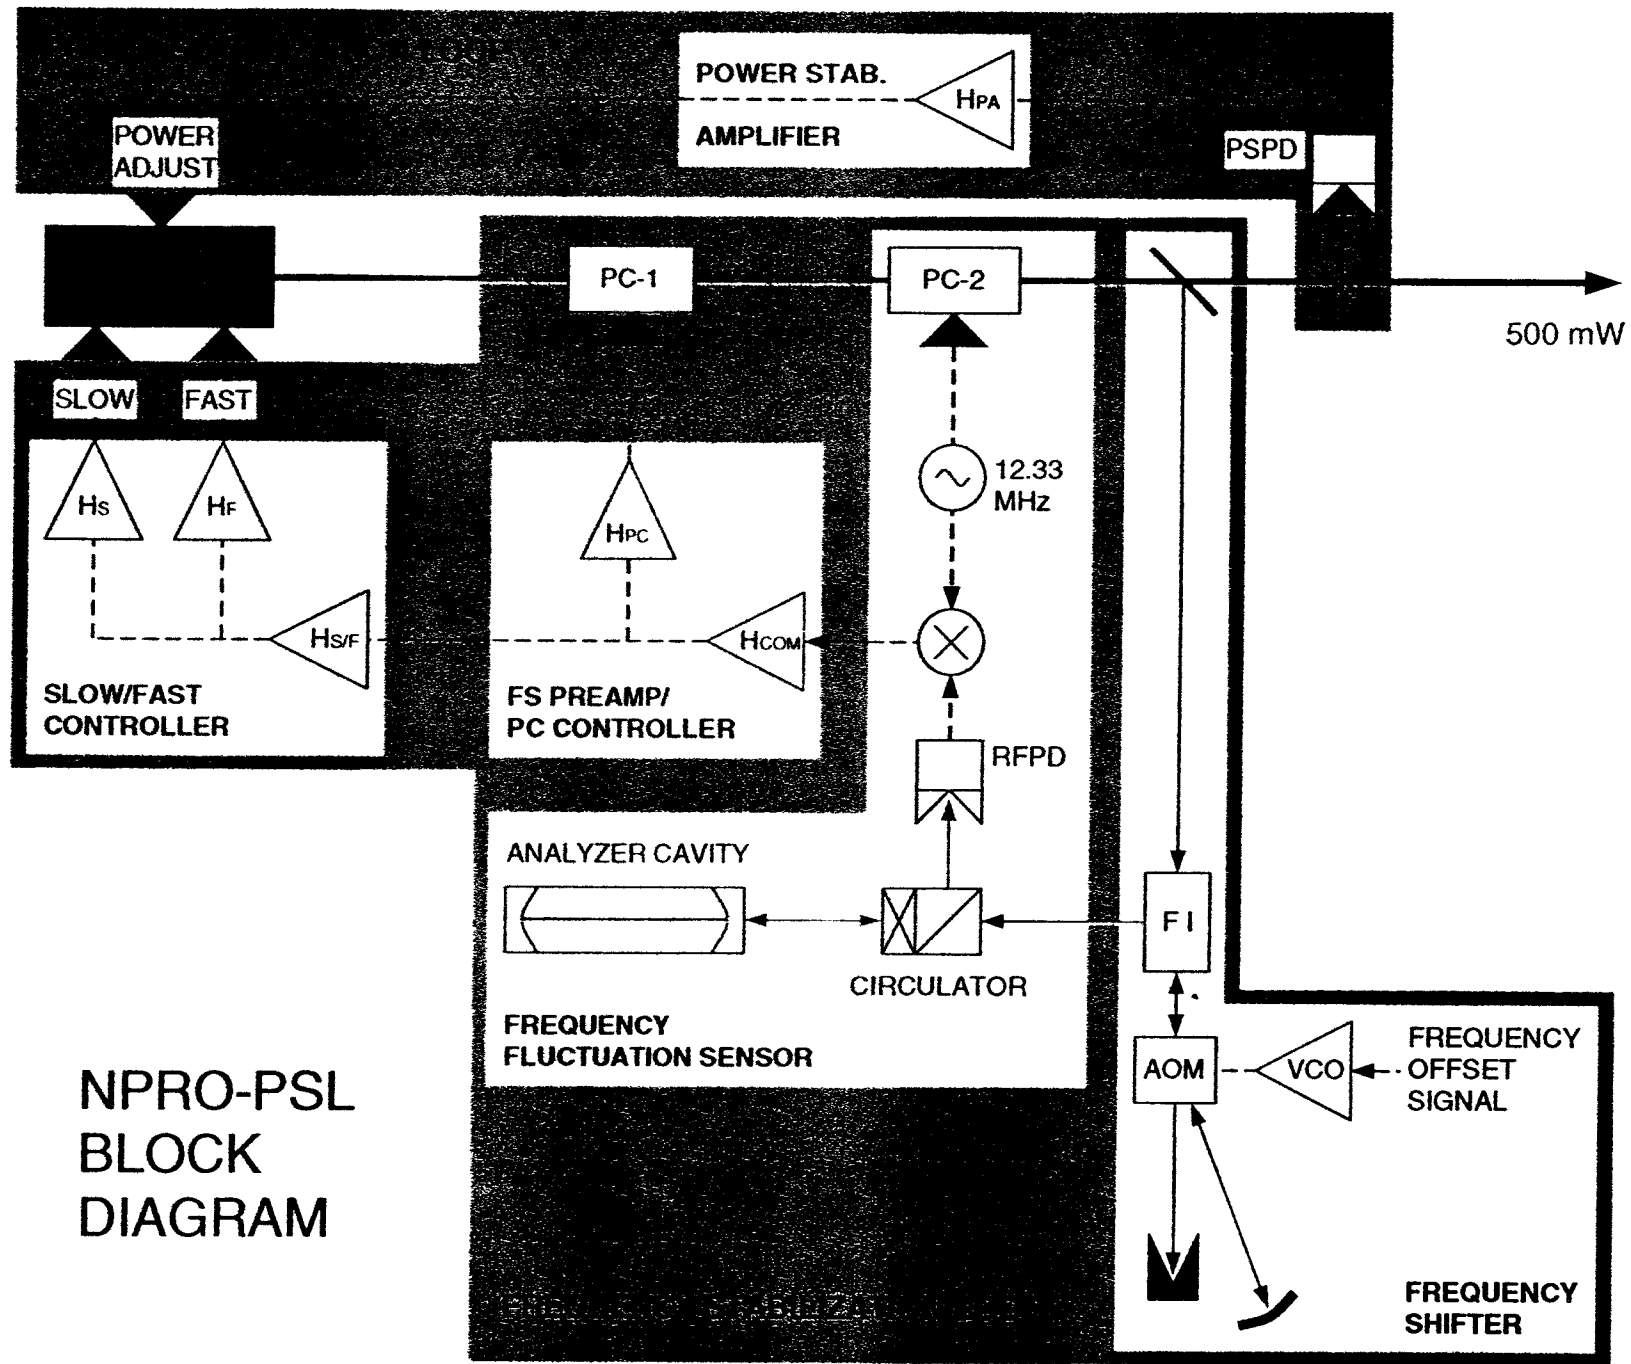 POWER STAB.
HPA
AMPLIFIER
POWER
ADJUST
PSPD
PC-1
PC-2
500 mW
SLOW
FAST
12.33
MHz
HS
HF
HPC
HS/F
HCOM
SLOW/FAST
CONTROLLER
FS PREAMP/
PC CONTROLLER
RFPD
ANALYZER CAVITY
F I
CIRCULATOR
FREQUENCY
FLUCTUATION SENSOR
AOM
VCO
FREQUENCY
OFFSET
SIGNAL
NPRO-PSL
BLOCK
DIAGRAM
FREQUENCY
SHIFTER